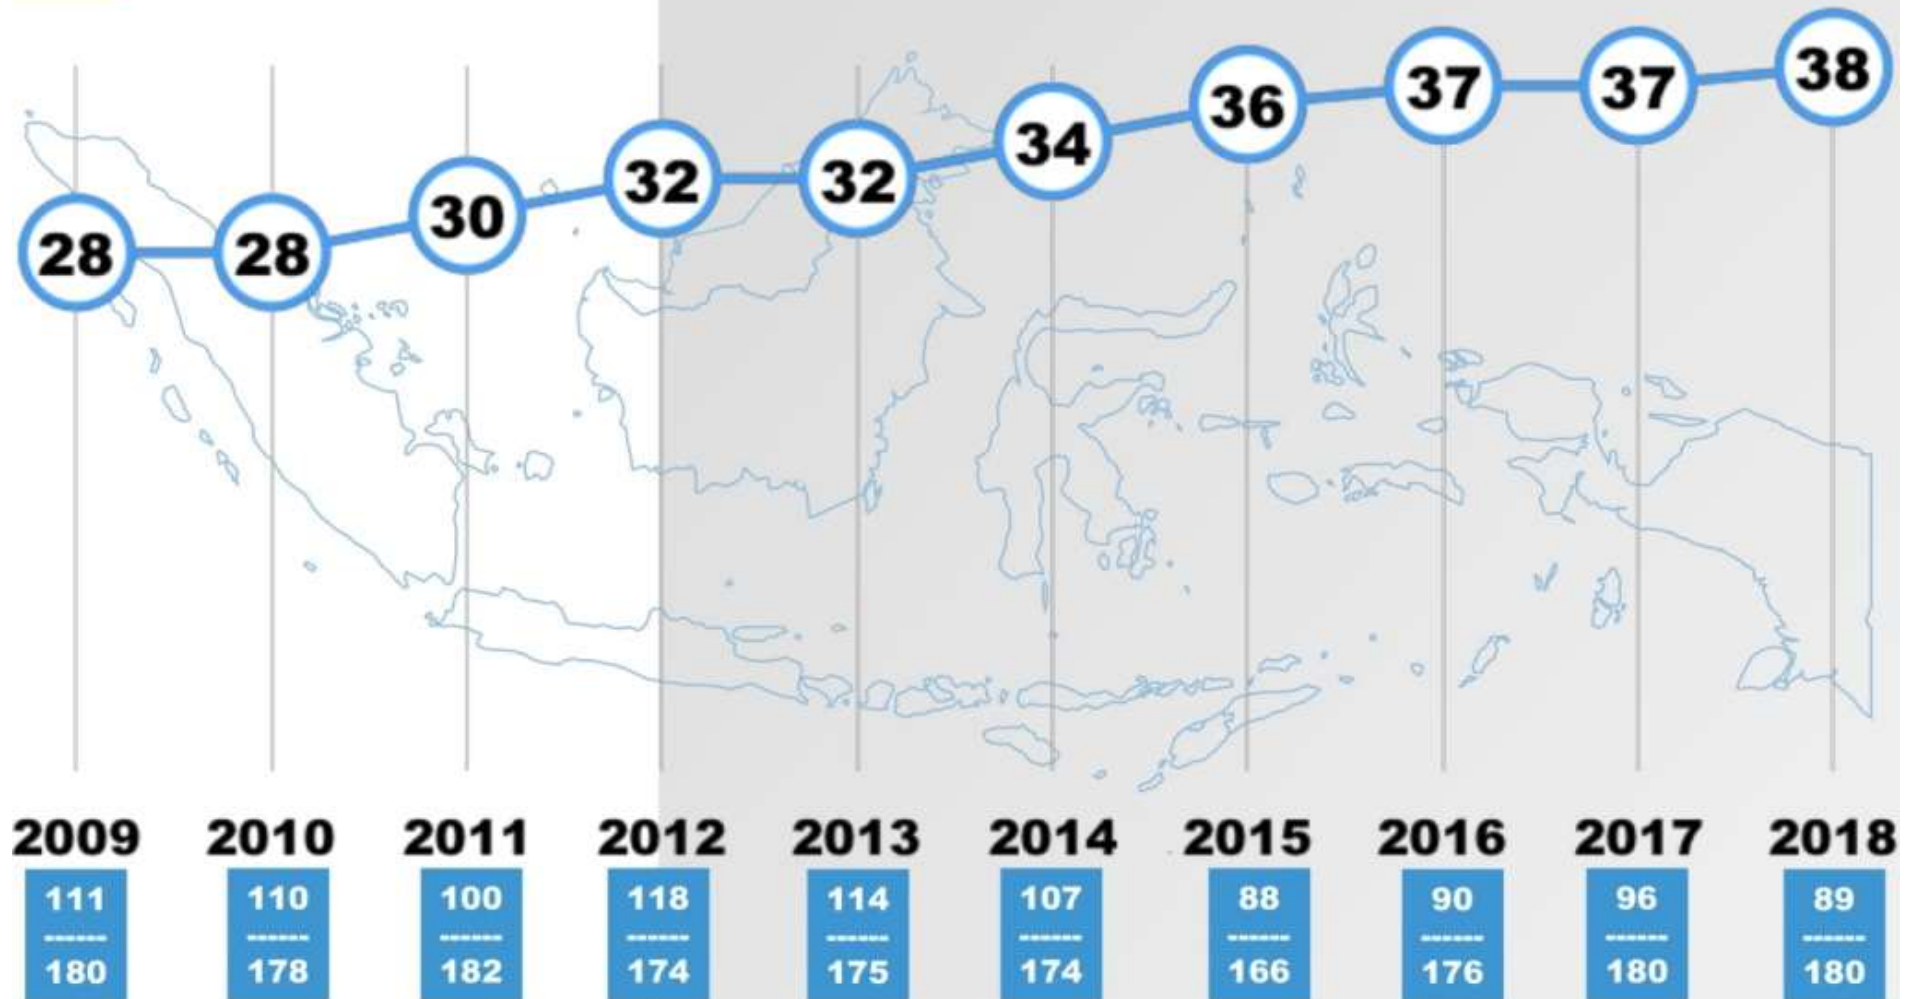 28 28 30 32 32 34 36 37 37 38
2009 2010 2011 2012 2013 2014 2015 2016 2017 2018
111 110 100 118 114 107 88 90 96 89
------ ------ ------ ------ ------ ------ ------ ------ ------ ------
180 178 182 174 175 174 166 176 180 180